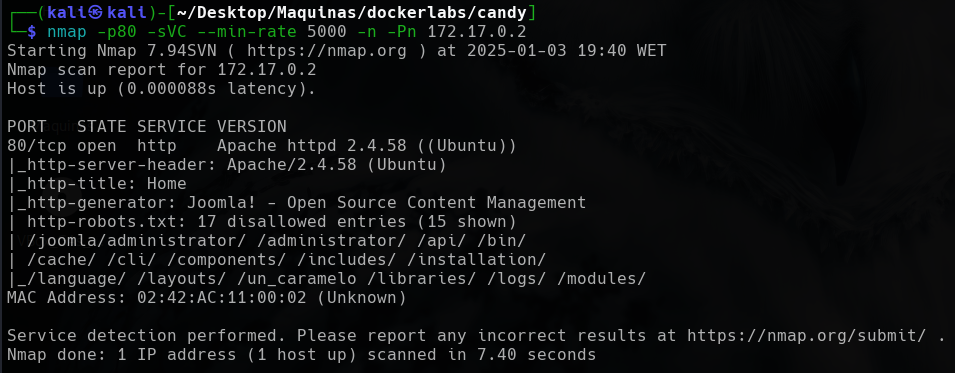 ┌──(kali㉿kali)-[~/Desktop/Maquinas/dockerlabs/candy]
└─$ nmap -p80 -sVC --min-rate 5000 -n -Pn 172.17.0.2
Starting Nmap 7.94SVN ( https://nmap.org ) at 2025-01-03 19:40 WET
Nmap scan report for 172.17.0.2
Host is up (0.000088s latency).

PORT   STATE SERVICE VERSION
80/tcp open  http    Apache httpd 2.4.58 ((Ubuntu))
|_http-server-header: Apache/2.4.58 (Ubuntu)
|_http-title: Home
|_http-generator: Joomla! - Open Source Content Management
| http-robots.txt: 17 disallowed entries (15 shown)
| /joomla/administrator/ /administrator/ /api/ /bin/
| /cache/ /cli/ /components/ /includes/ /installation/
|_/language/ /layouts/ /un_caramelo /libraries/ /logs/ /modules/
MAC Address: 02:42:AC:11:00:02 (Unknown)

Service detection performed. Please report any incorrect results at https://nmap.org/submit/ .
Nmap done: 1 IP address (1 host up) scanned in 7.40 seconds